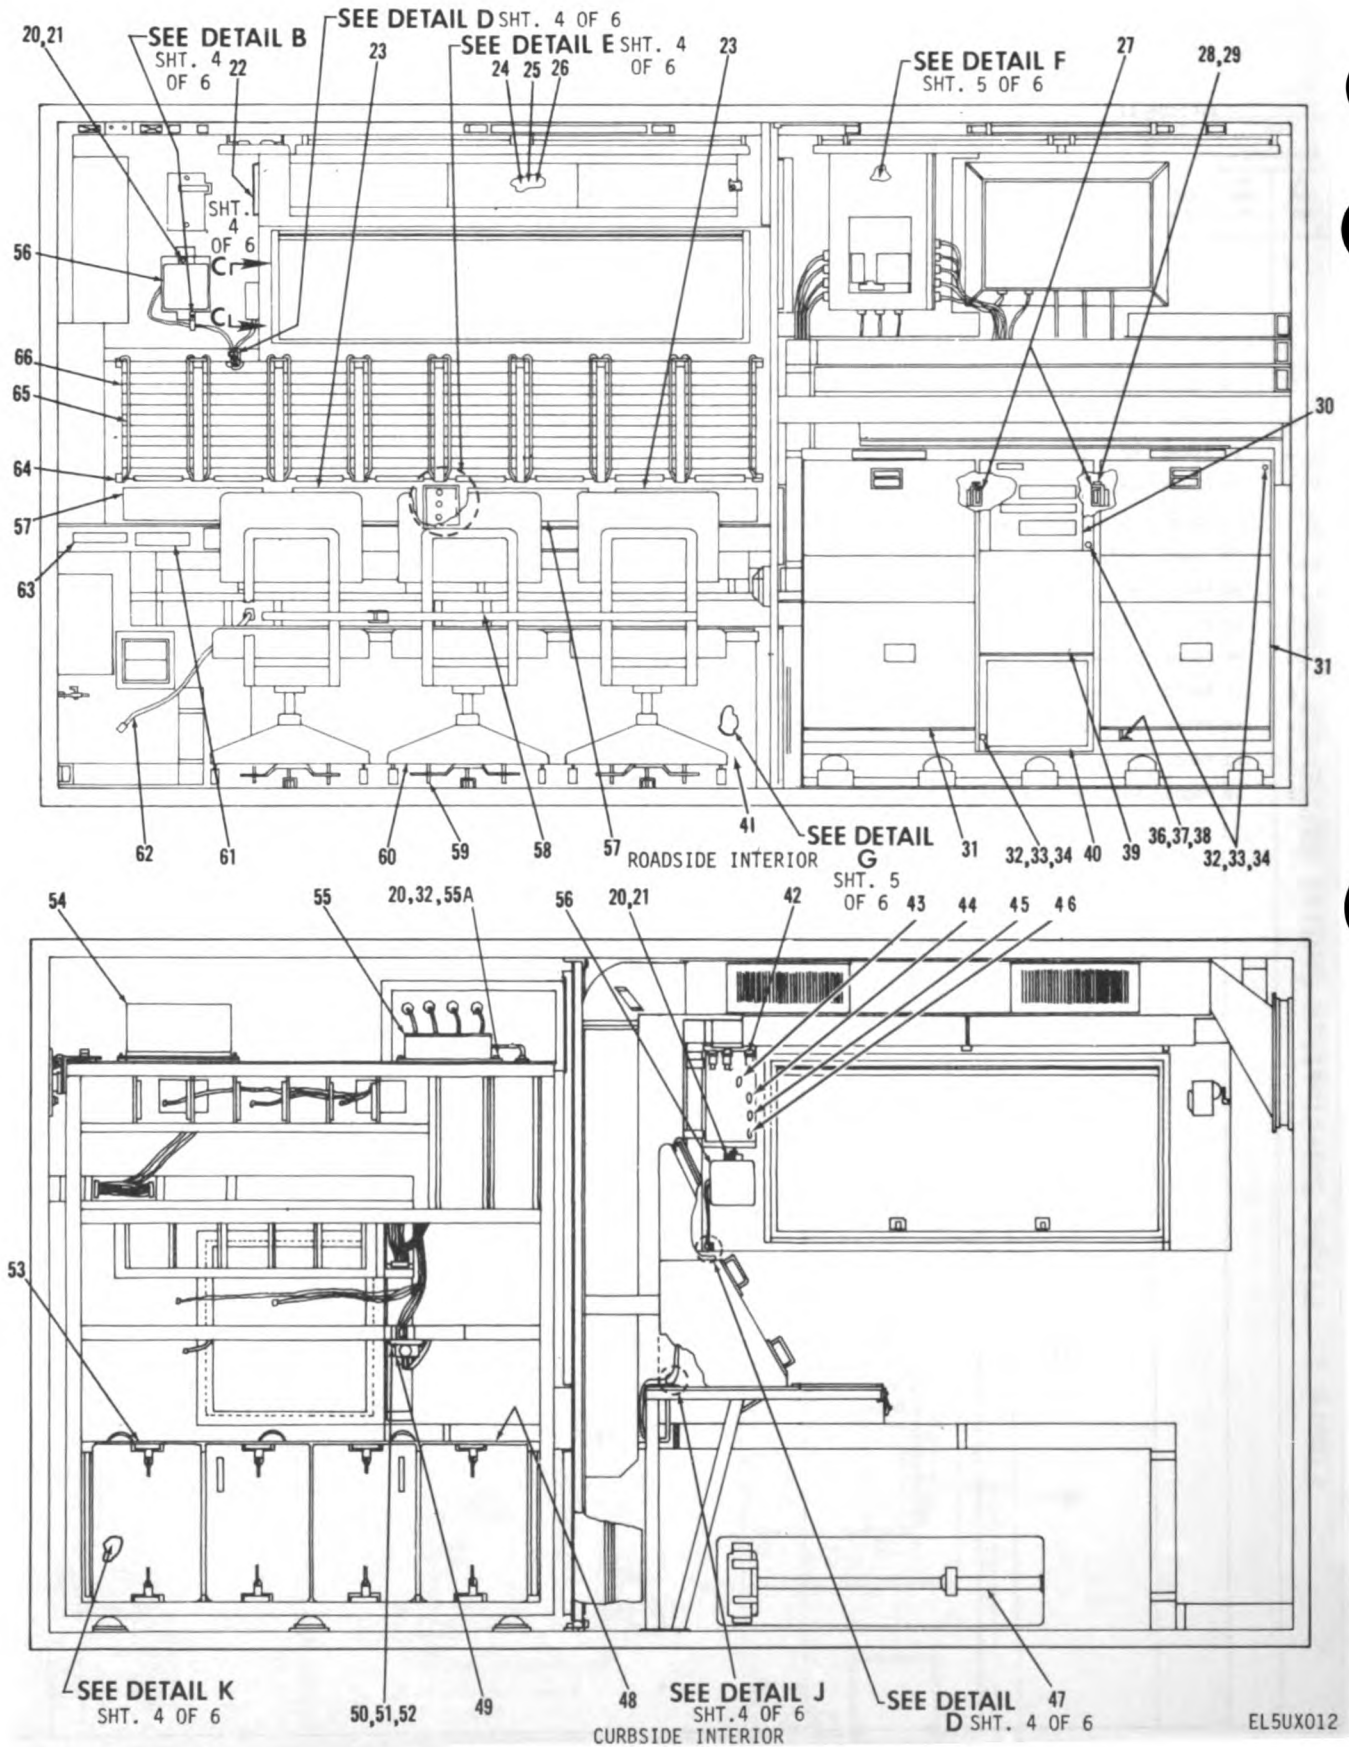 SEE DETAIL D SHT. 4 OF 6
20,21
SEE DETAIL B
SHT. 4
OF 6
22
23
SEE DETAIL E SHT. 4
OF 6
24 25 26
23
SEE DETAIL F
SHT. 5 OF 6
27
28,29
SHT.
4
OF 6
C
C
56
66
65
64
57
63
30
31
62
61
60
59
58
57
41
ROADSIDE INTERIOR
SEE DETAIL
G
SHT. 5
OF 6
31
32,33,34
40
39
36,37,38
32,33,34
54
55
20,32,55A
56
20,21
42
43
44
45
46
53
SEE DETAIL K
SHT. 4 OF 6
50,51,52
49
48
SEE DETAIL J
SHT.4 OF 6
SEE DETAIL
D SHT. 4 OF 6
47
CURBSIDE INTERIOR
EL5UX012